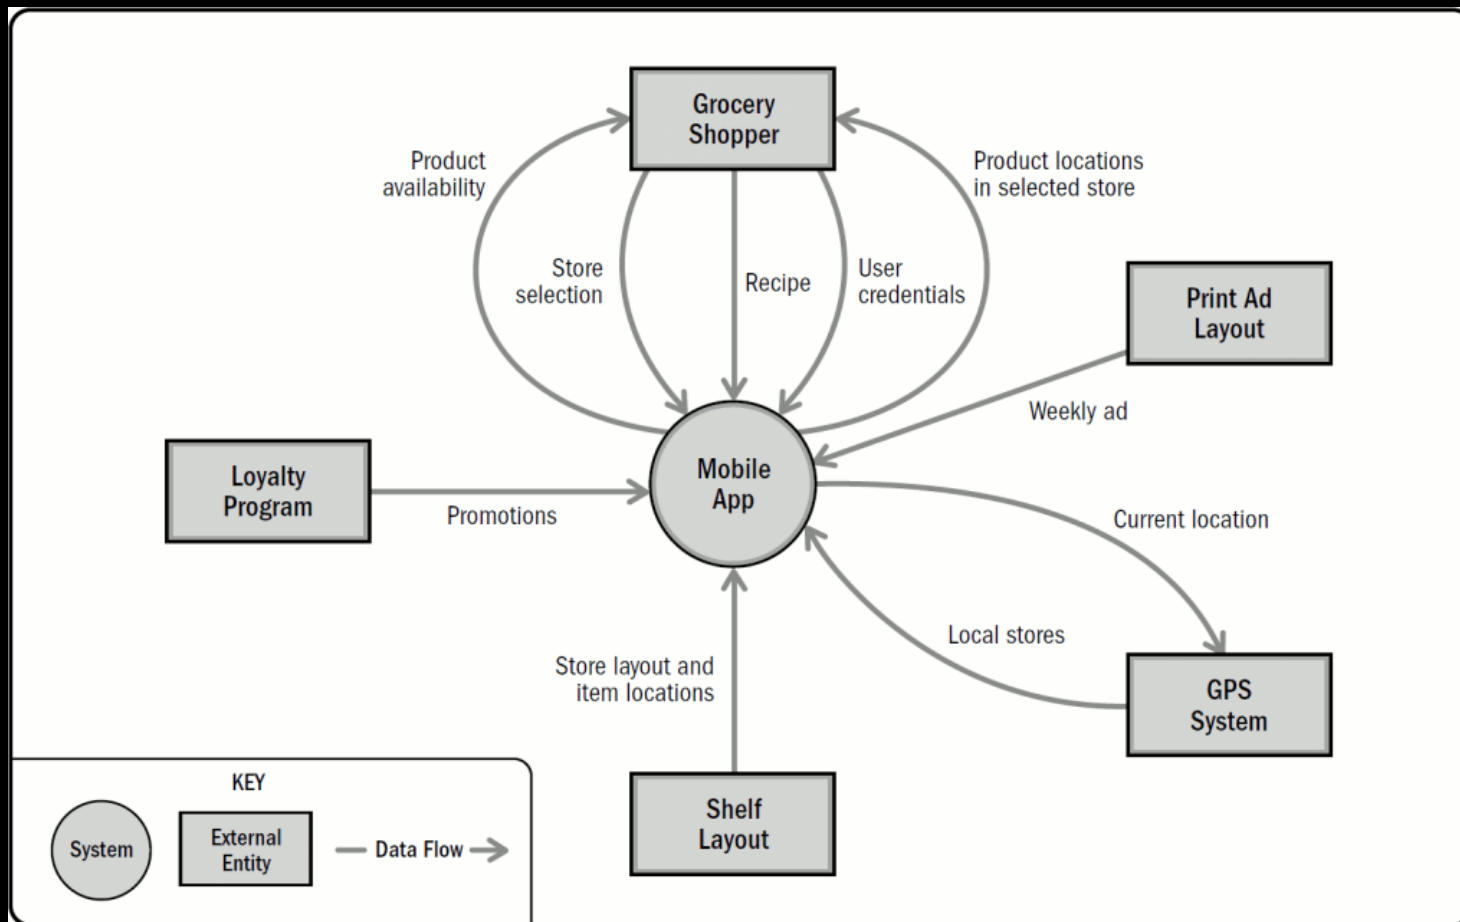 Grocery
Shopper
Product
availability
Product locations
in selected store
Store
selection
Recipe
User
credentials
Print Ad
Layout
Weekly ad
Loyalty
Program
Promotions
Mobile
App
Current location
Local stores
Store layout and
item locations
GPS
System
Shelf
Layout
KEY
System
External
Entity
Data Flow